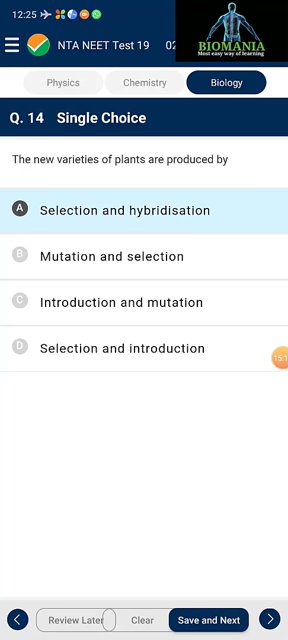 12:25
NTA NEET Test 19 02
BIOMANIA
Most easy way of learning
Physics Chemistry Biology
Q. 14 Single Choice
The new varieties of plants are produced by
A Selection and hybridisation
B Mutation and selection
C Introduction and mutation
D Selection and introduction
Review Later Clear Save and Next